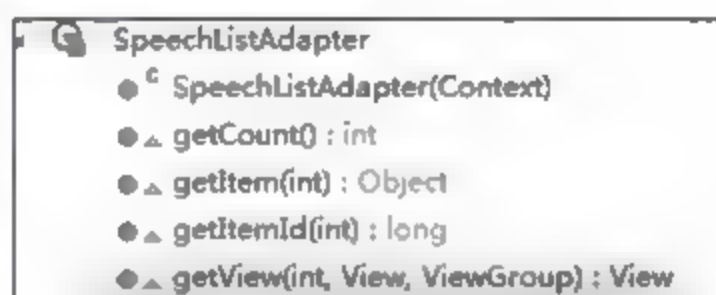 SpeechListAdapter
C SpeechListAdapter(Context)
getCount() : int
getItem(int) : Object
getItemId(int) : long
getView(int, View, ViewGroup) : View